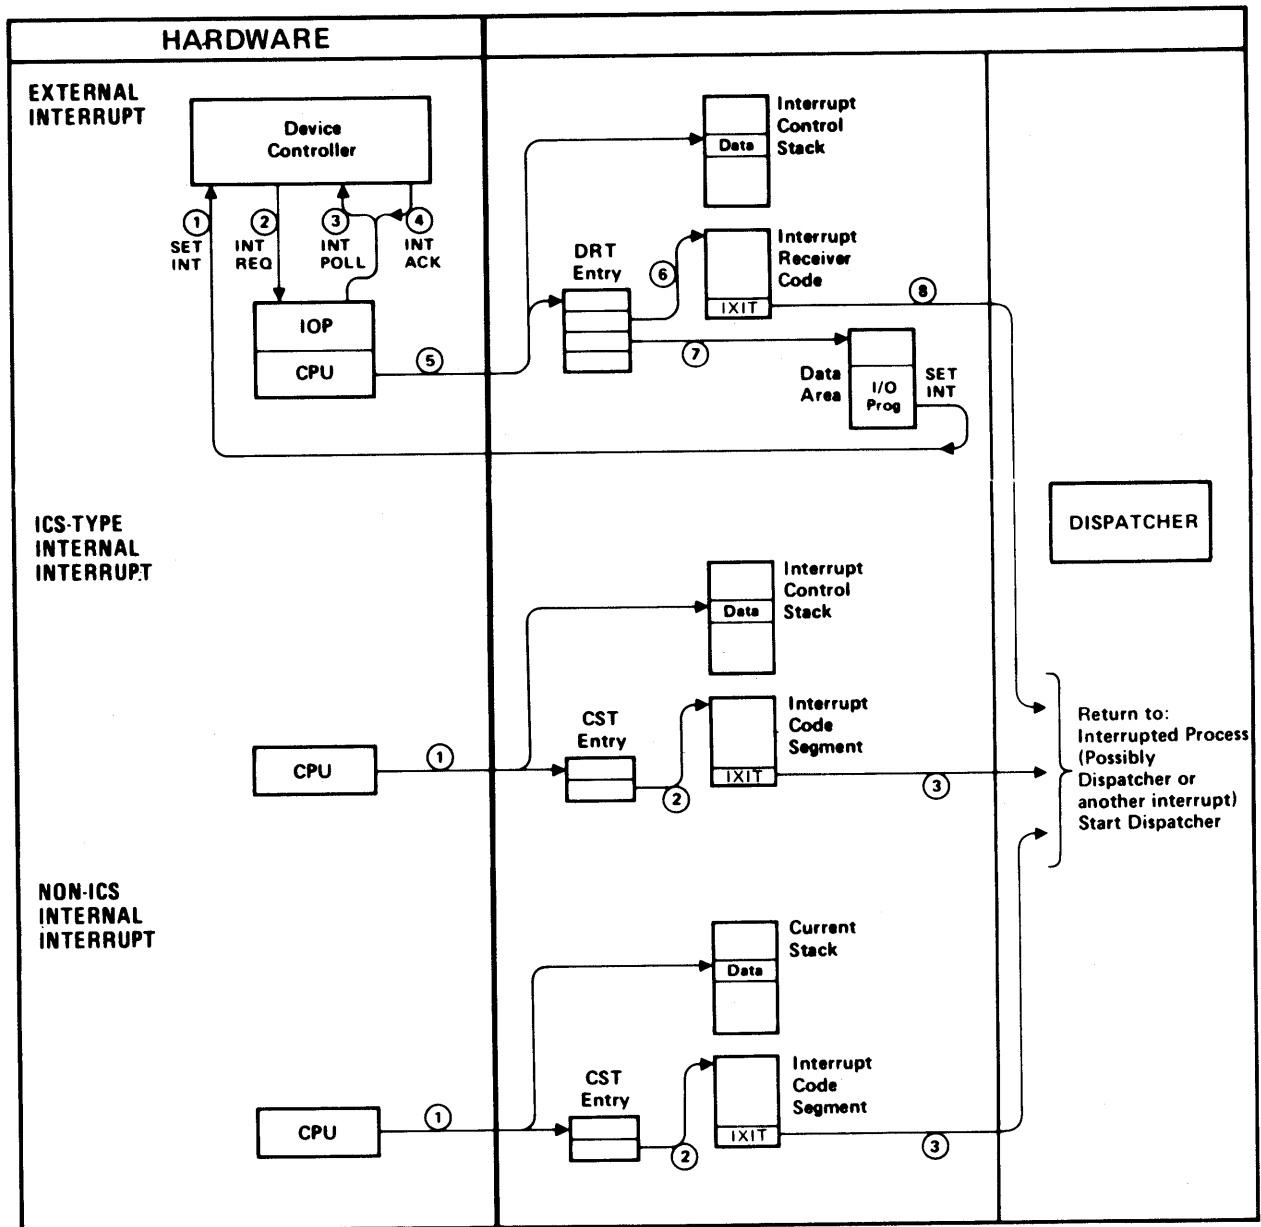 HARDWARE
EXTERNAL
INTERRUPT
Device
Controller
1
SET
INT
2
INT
REQ
3
INT
POLL
4
INT
ACK
IOP
CPU
5
Interrupt
Control
Stack
Data
DRT
Entry
6
Interrupt
Receiver
Code
IXIT
8
7
Data
Area
I/O
Prog
SET
INT
ICS-TYPE
INTERNAL
INTERRUPT
DISPATCHER
Interrupt
Control
Stack
Data
CPU
1
CST
Entry
2
Interrupt
Code
Segment
IXIT
3
Return to:
Interrupted Process
(Possibly
Dispatcher or
another interrupt)
Start Dispatcher
NON-ICS
INTERNAL
INTERRUPT
Current
Stack
Data
CPU
1
CST
Entry
2
Interrupt
Code
Segment
IXIT
3